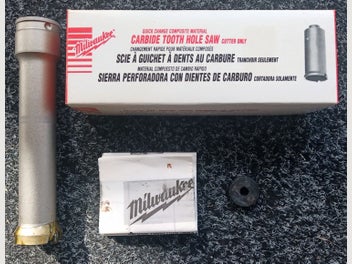 Milwaukee
QUICK CHANGE COMPOSITE MATERIAL
CARBIDE TOOTH HOLE SAW CUTTER ONLY
CHANGEMENT RAPIDE POUR MATÉRIAUX COMPOSÉS
SCIE À GUICHET À DENTS AU CARBURE TRANCHOIR SEULEMENT
MATERIAL COMPUESTO DE CAMBIO RAPIDO
SIERRA PERFORADORA CON DIENTES DE CARBURO CORTADORA SOLAMENTE
Milwaukee